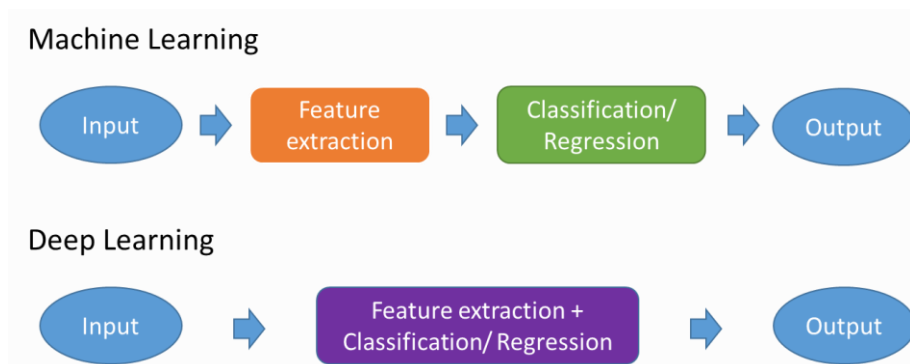 Machine Learning
Input
Feature
extraction
Classification/
Regression
Output
Deep Learning
Input
Feature extraction +
Classification/ Regression
Output